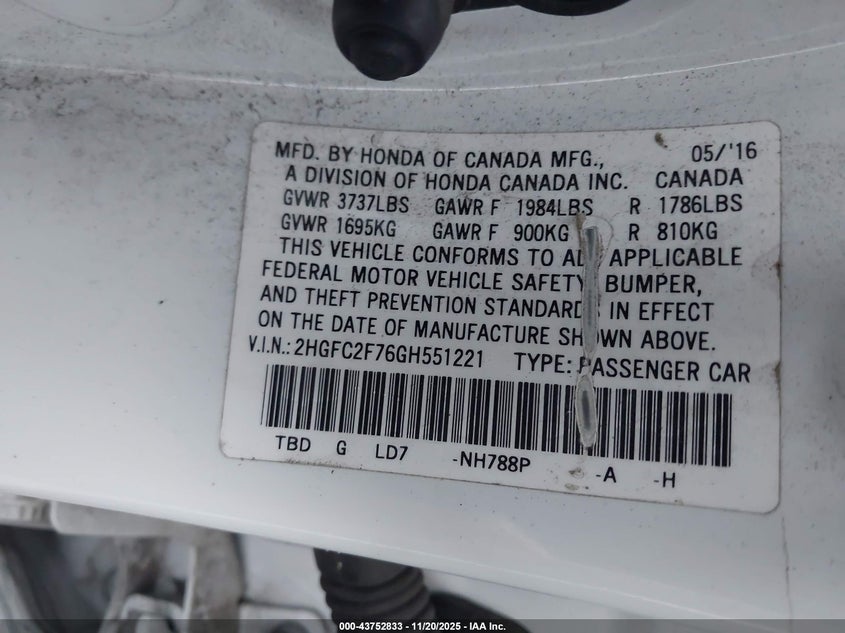 MFD. BY HONDA OF CANADA MFG., 05/'16
A DIVISION OF HONDA CANADA INC. CANADA
GVWR 3737LBS GAWR F 1984LBS R 1786LBS
GVWR 1695KG GAWR F 900KG R 810KG
THIS VEHICLE CONFORMS TO ALL APPLICABLE
FEDERAL MOTOR VEHICLE SAFETY, BUMPER,
AND THEFT PREVENTION STANDARDS IN EFFECT
ON THE DATE OF MANUFACTURE SHOWN ABOVE.
V.I.N.: 2HGFC2F76GH551221 TYPE: PASSENGER CAR
TBD G LD7 -NH788P -A -H
000-43752833 - 11/20/2025 - IAA Inc.